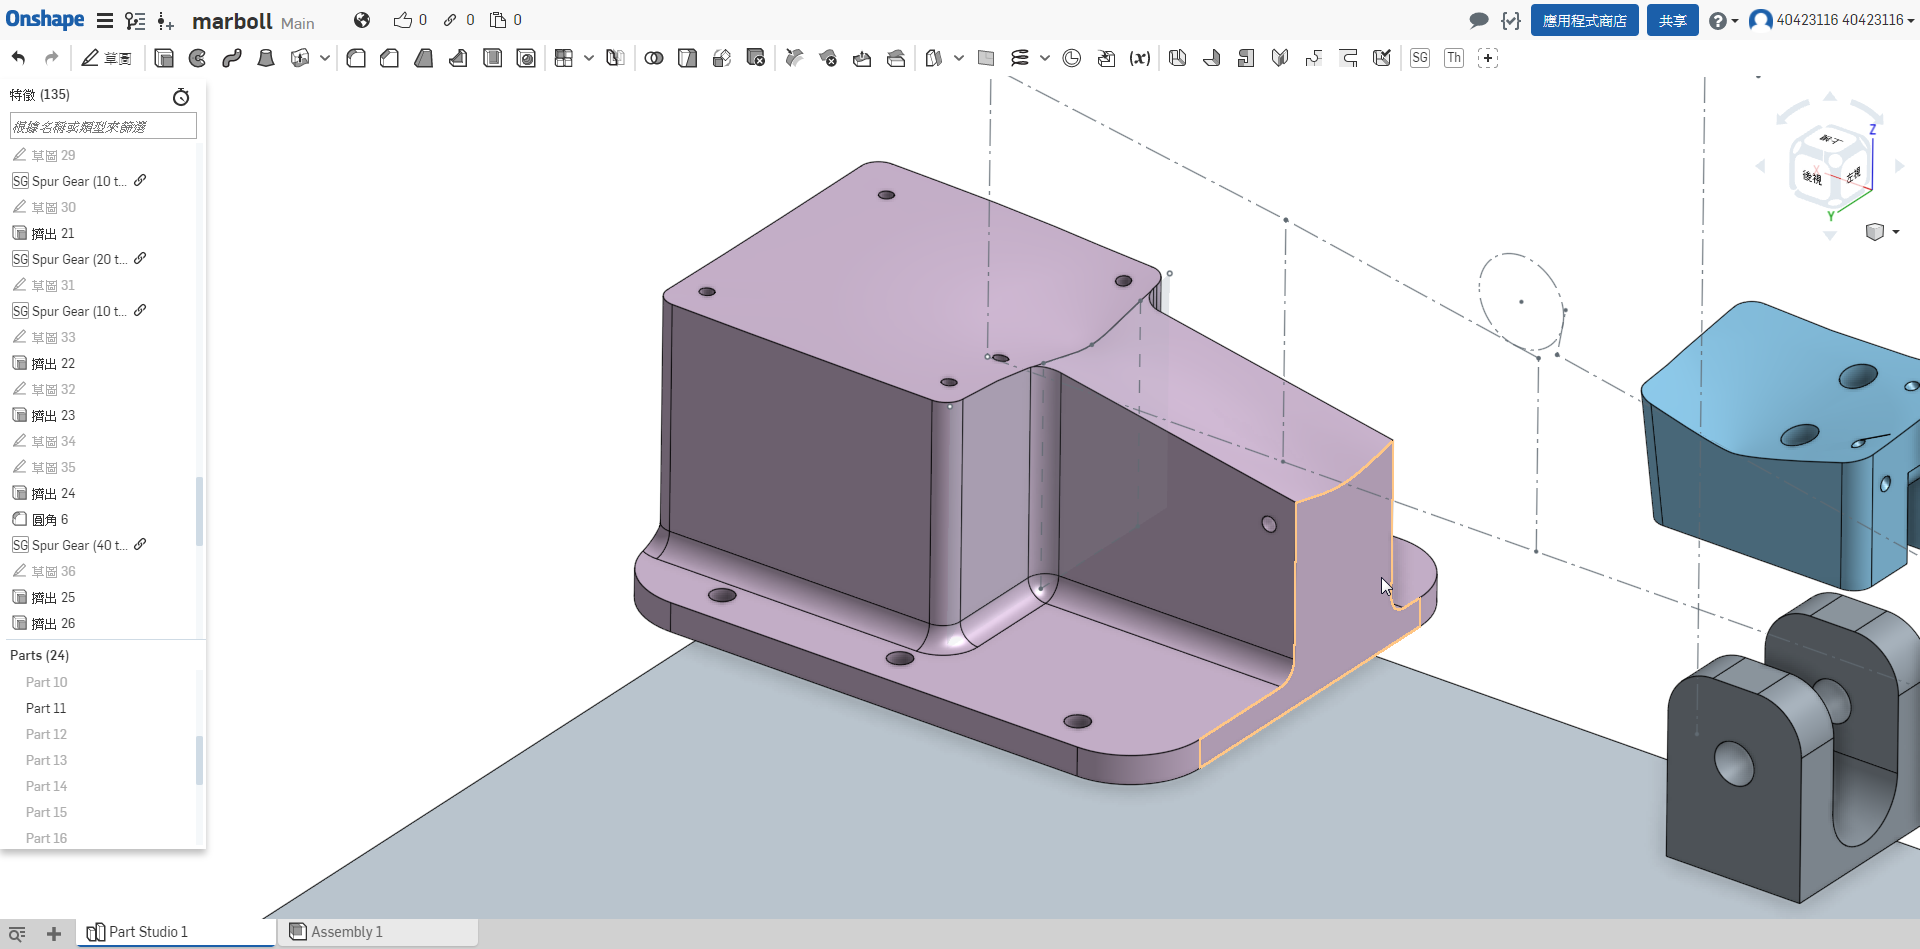 Onshape marboll Main 0 0 0 應用程式商店 共享 40423116 40423116
草圖 (x) SG Th
特徵 (135)
根據名稱或類型來篩選
草圖 29
SG Spur Gear (10 t...
草圖 30
擠出 21
SG Spur Gear (20 t...
草圖 31
SG Spur Gear (10 t...
草圖 33
擠出 22
草圖 32
擠出 23
草圖 34
草圖 35
擠出 24
圓角 6
SG Spur Gear (40 t...
草圖 36
擠出 25
擠出 26
Parts (24)
Part 10
Part 11
Part 12
Part 13
Part 14
Part 15
Part 16
Z
X
後視
左視
Y
Part Studio 1
Assembly 1